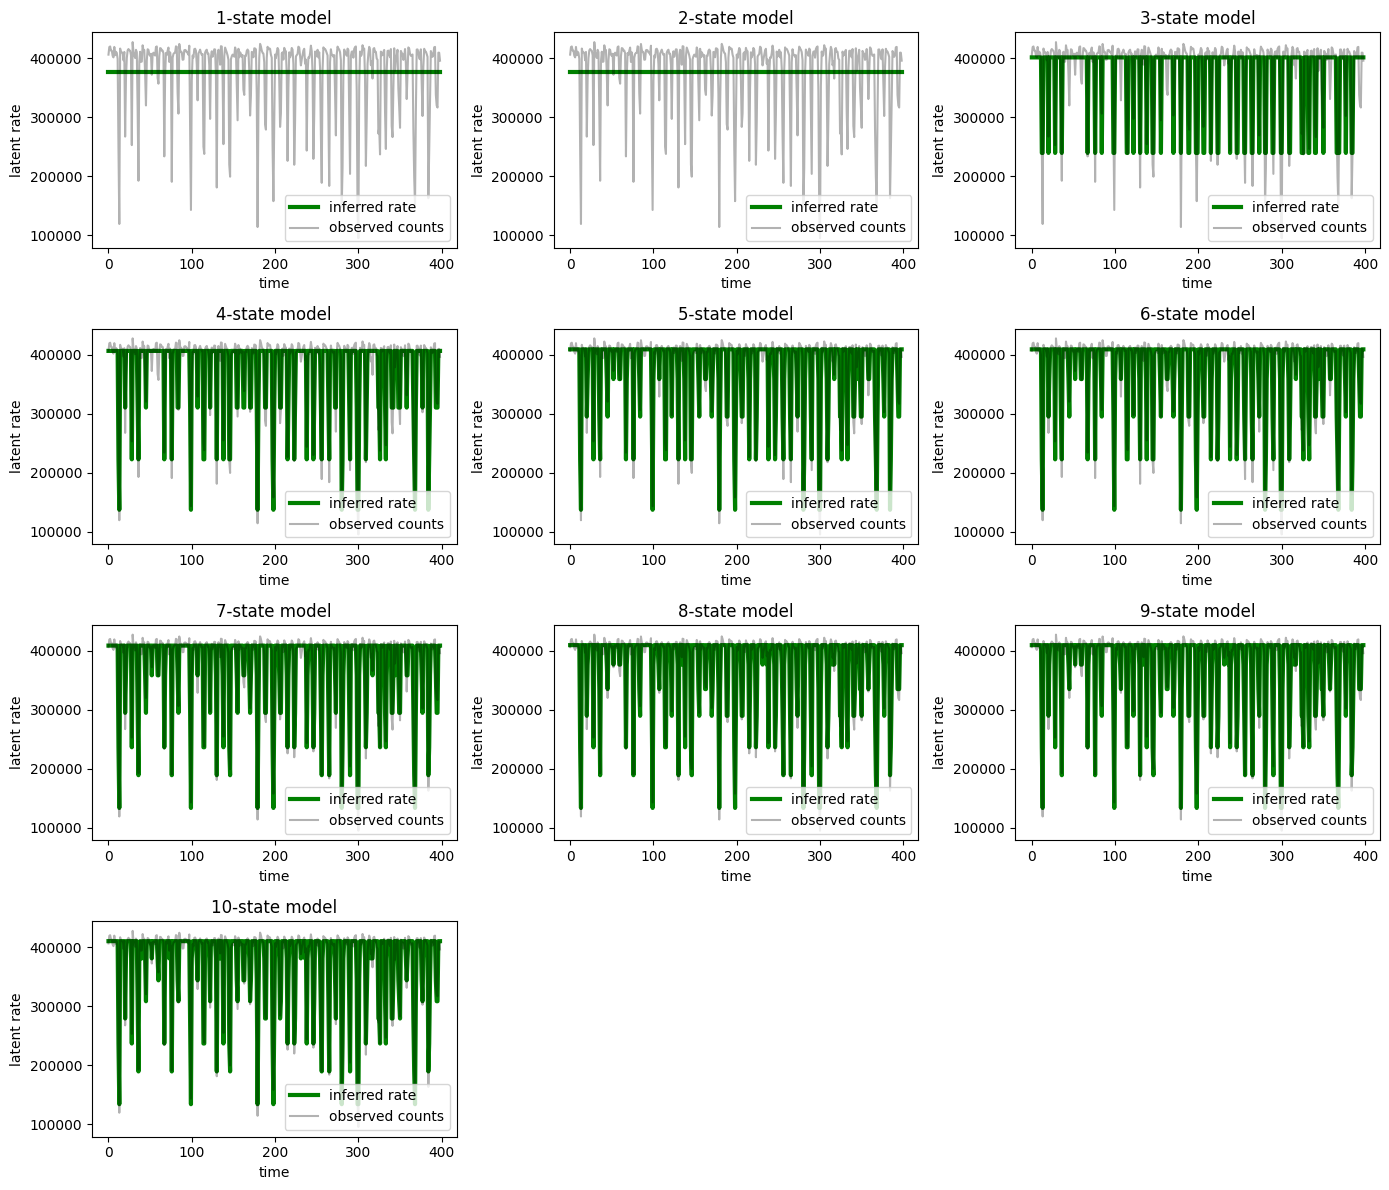 1-state model
latent rate
400000
300000
200000
100000
inferred rate
observed counts
0 100 200 300 400
time
2-state model
latent rate
400000
300000
200000
100000
inferred rate
observed counts
0 100 200 300 400
time
3-state model
latent rate
400000
300000
200000
100000
inferred rate
observed counts
0 100 200 300 400
time
4-state model
latent rate
400000
300000
200000
100000
inferred rate
observed counts
0 100 200 300 400
time
5-state model
latent rate
400000
300000
200000
100000
inferred rate
observed counts
0 100 200 300 400
time
6-state model
latent rate
400000
300000
200000
100000
inferred rate
observed counts
0 100 200 300 400
time
7-state model
latent rate
400000
300000
200000
100000
inferred rate
observed counts
0 100 200 300 400
time
8-state model
latent rate
400000
300000
200000
100000
inferred rate
observed counts
0 100 200 300 400
time
9-state model
latent rate
400000
300000
200000
100000
inferred rate
observed counts
0 100 200 300 400
time
10-state model
latent rate
400000
300000
200000
100000
inferred rate
observed counts
0 100 200 300 400
time